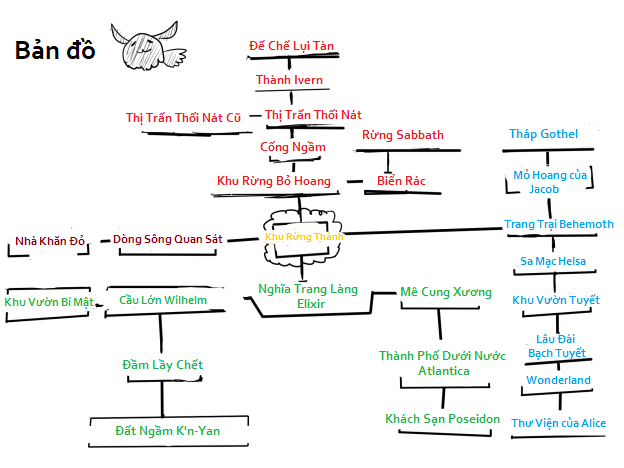 Bản đồ
Đế Chế Lụi Tàn
Thành Ivern
Thị Trấn Thối Nát Cũ
Thị Trấn Thối Nát
Cống Ngầm
Rừng Sabbath
Tháp Gothel
Khu Rừng Bỏ Hoang
Biển Rác
Mỏ Hoang của
Jacob
Nhà Khăn Đỏ
Dòng Sông Quan Sát
Khu Rừng Thánh
Trang Trại Behemoth
Sa Mạc Helsa
Khu Vườn Bí Mật
Cầu Lớn Wilhelm
Nghĩa Trang Làng
Elixir
Mê Cung Xương
Khu Vườn Tuyết
Đầm Lầy Chết
Thành Phố Dưới Nước
Atlantica
Lâu Đài
Bạch Tuyết
Wonderland
Đất Ngầm K'n-Yan
Khách Sạn Poseidon
Thư Viện của Alice